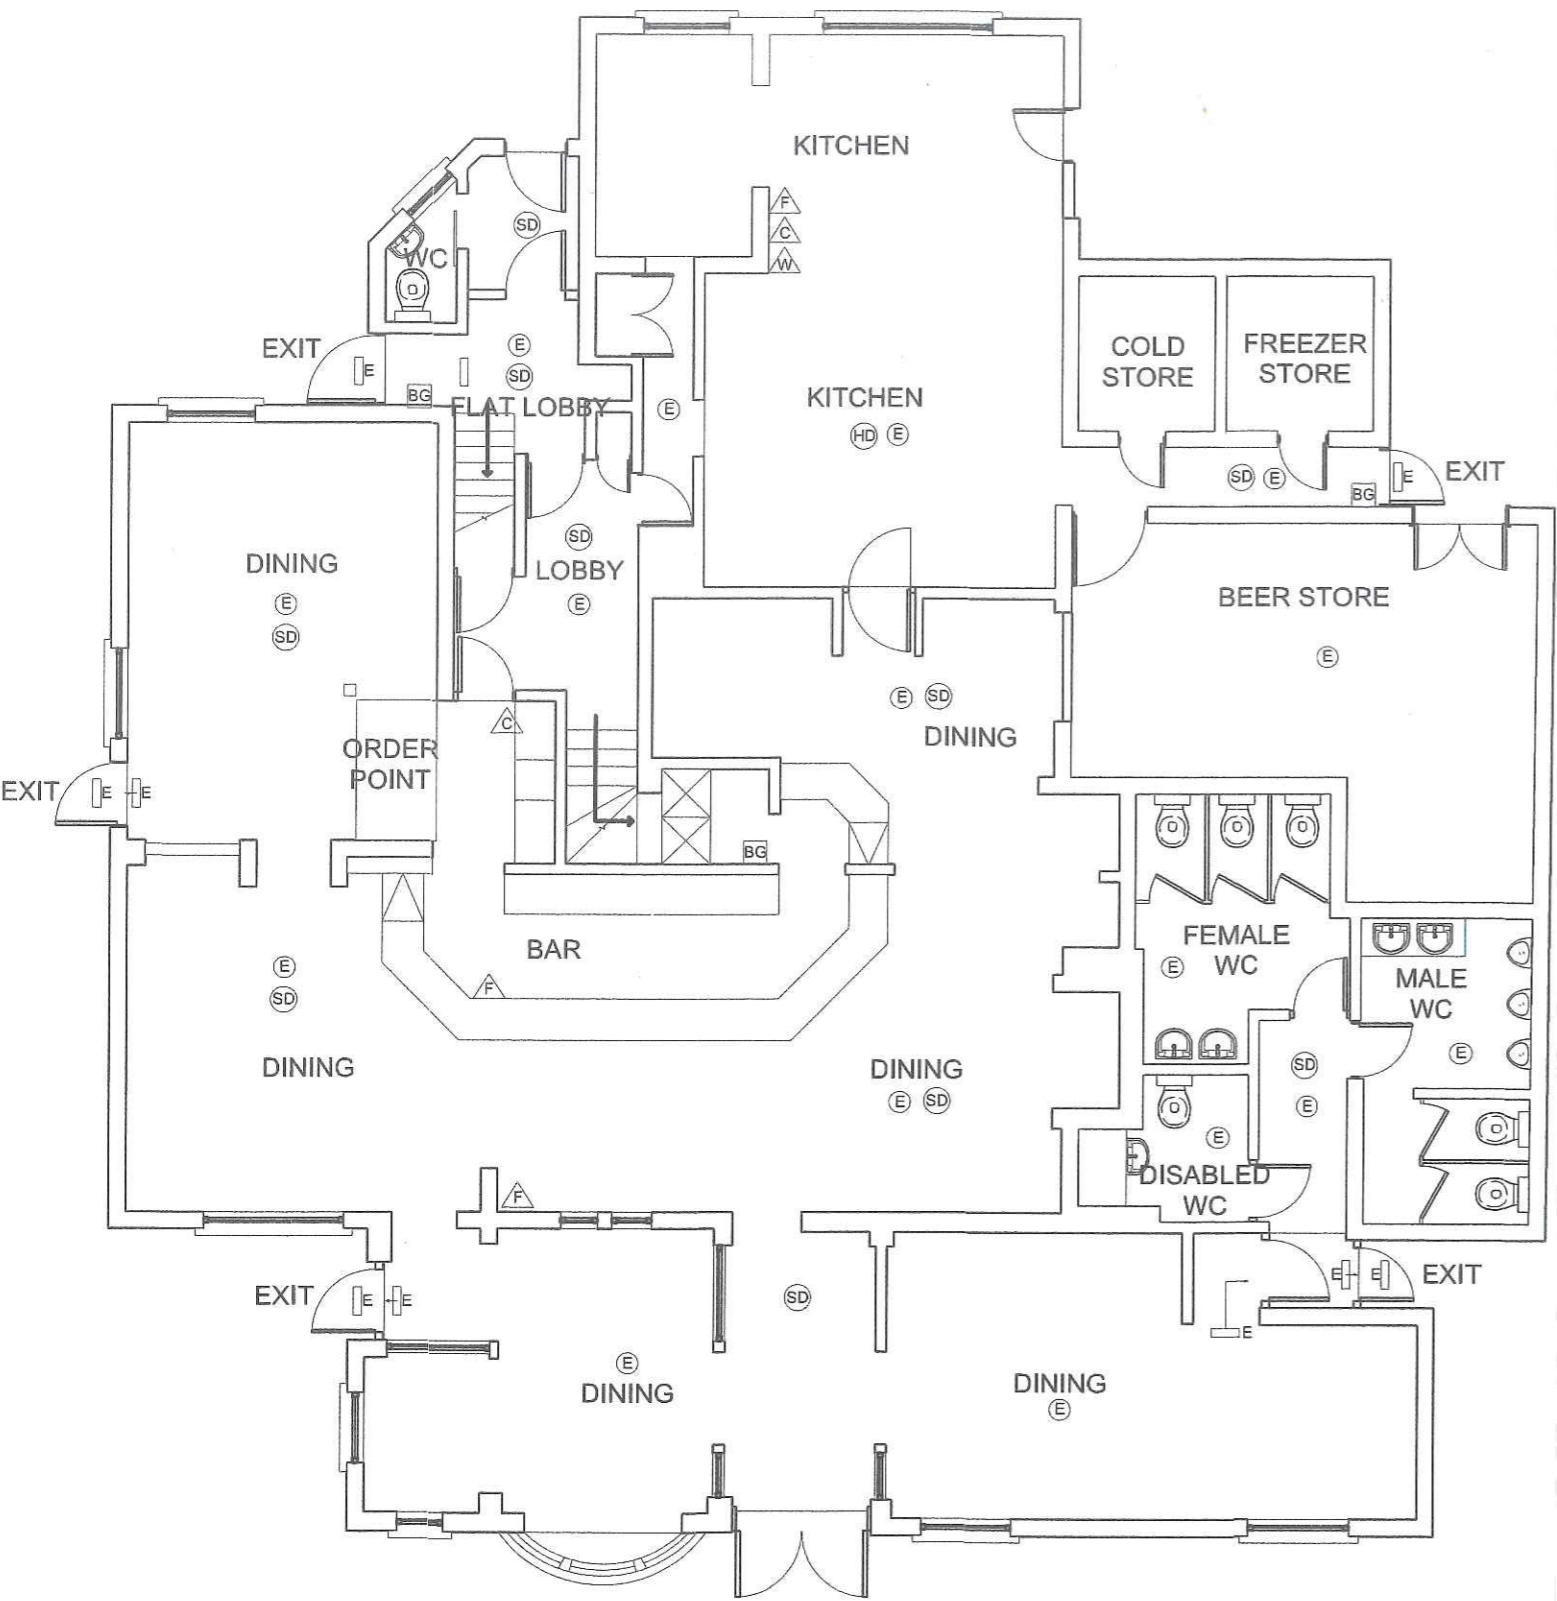 KITCHEN
F
C
W
SD
WC
EXIT
E
E
SD
BG
FLAT LOBBY
E
KITCHEN
HD E
COLD
STORE
FREEZER
STORE
SD E
BG
E
EXIT
DINING
E
SD
SD
LOBBY
E
BEER STORE
E
E SD
DINING
C
ORDER
POINT
EXIT
E
E
BG
BAR
F
E
SD
DINING
DINING
E SD
FEMALE
WC
E
MALE
WC
E
SD
E
E
DISABLED
WC
F
EXIT
E
E
SD
E
E
EXIT
E
E
DINING
DINING
E